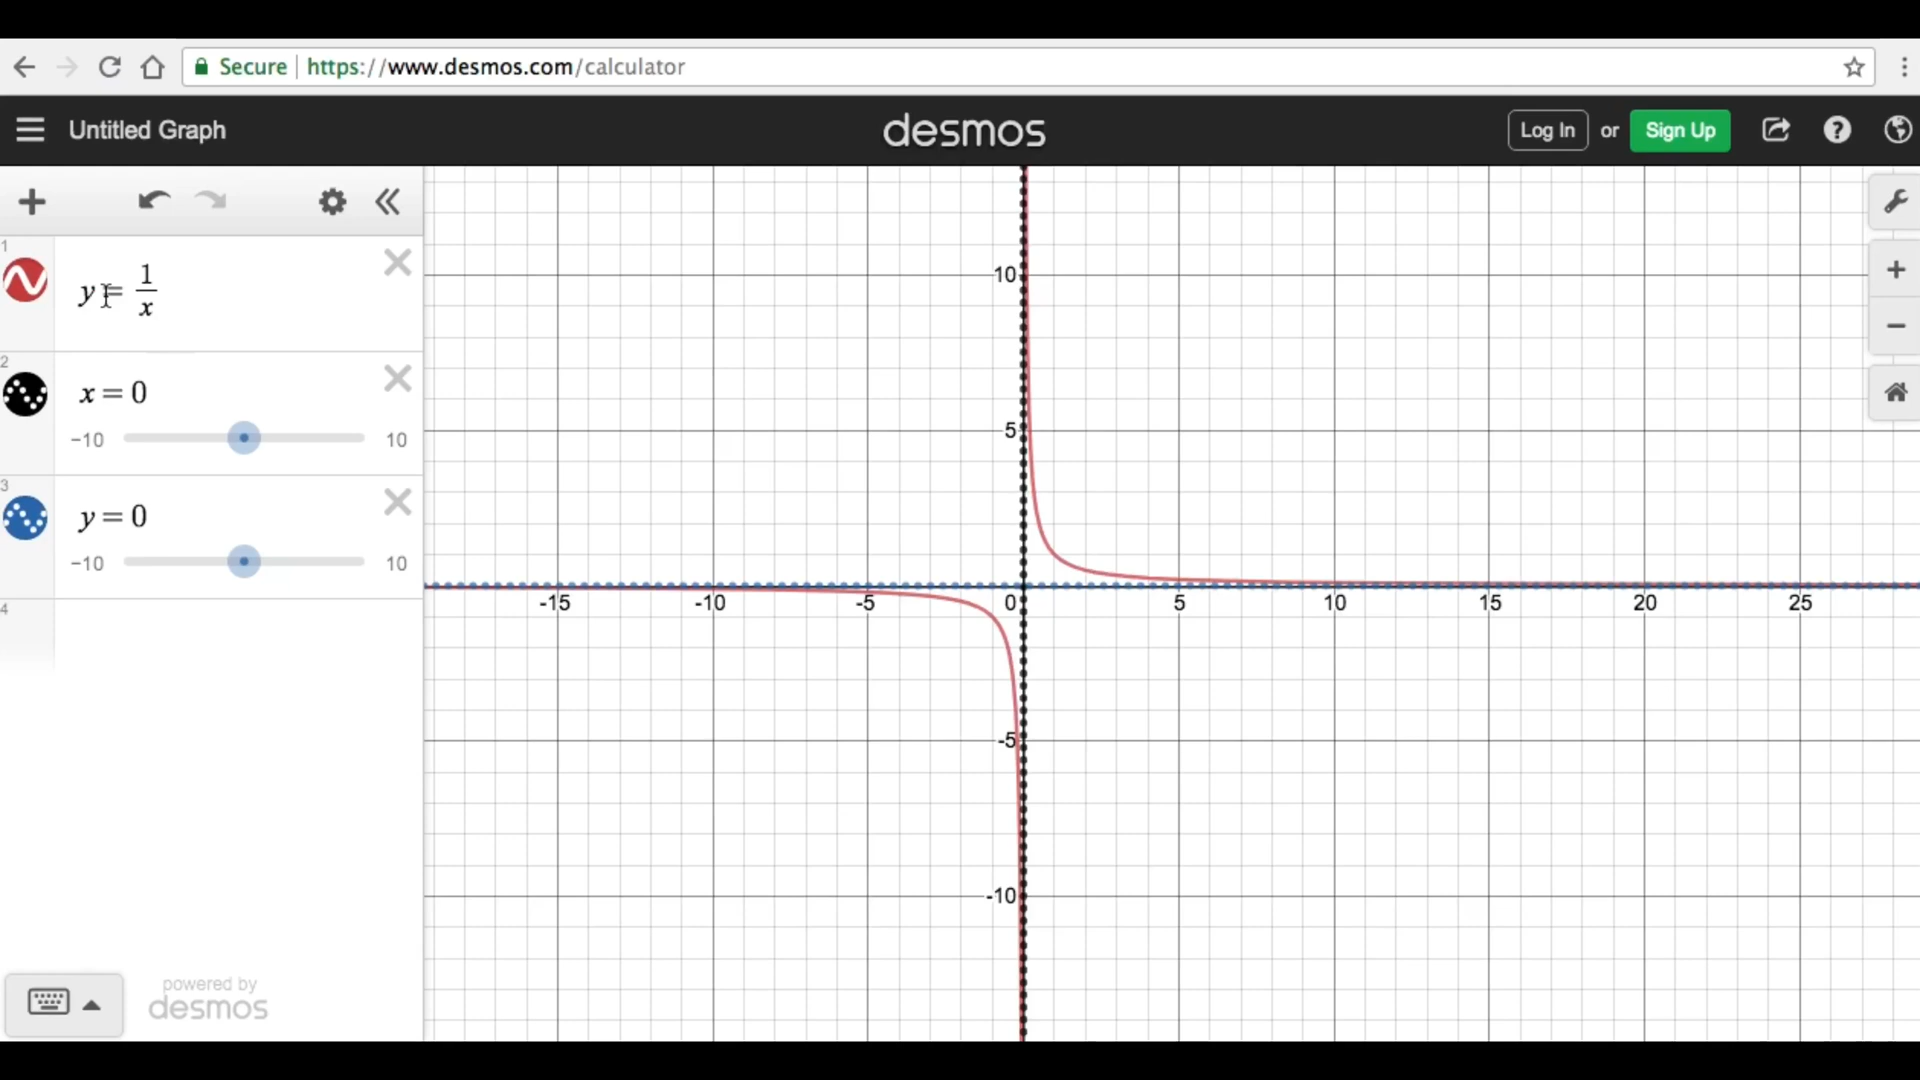 Secure https://www.desmos.com/calculator
Untitled Graph
desmos
Log In or Sign Up
1
y = 1/x
2
x = 0
−10 10
3
y = 0
−10 10
4
powered by
desmos
10
5
-15 -10 -5 0 5 10 15 20 25
-5
-10